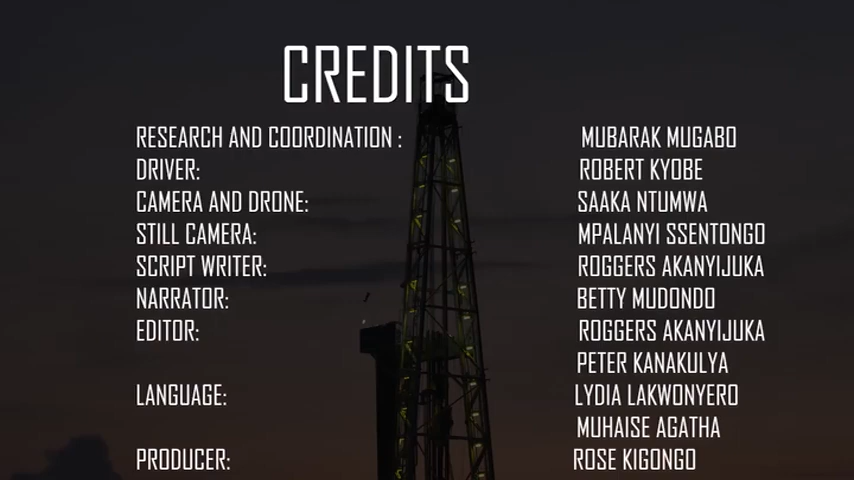 CREDITS
RESEARCH AND COORDINATION : MUBARAK MUGABO
DRIVER: ROBERT KYOBE
CAMERA AND DRONE: SAAKA NTUMWA
STILL CAMERA: MPALANYI SSENTONGO
SCRIPT WRITER: ROGGERS AKANYIJUKA
NARRATOR: BETTY MUDONDO
EDITOR: ROGGERS AKANYIJUKA
PETER KANAKULYA
LANGUAGE: LYDIA LAKWONYERO
MUHAISE AGATHA
PRODUCER: ROSE KIGONGO